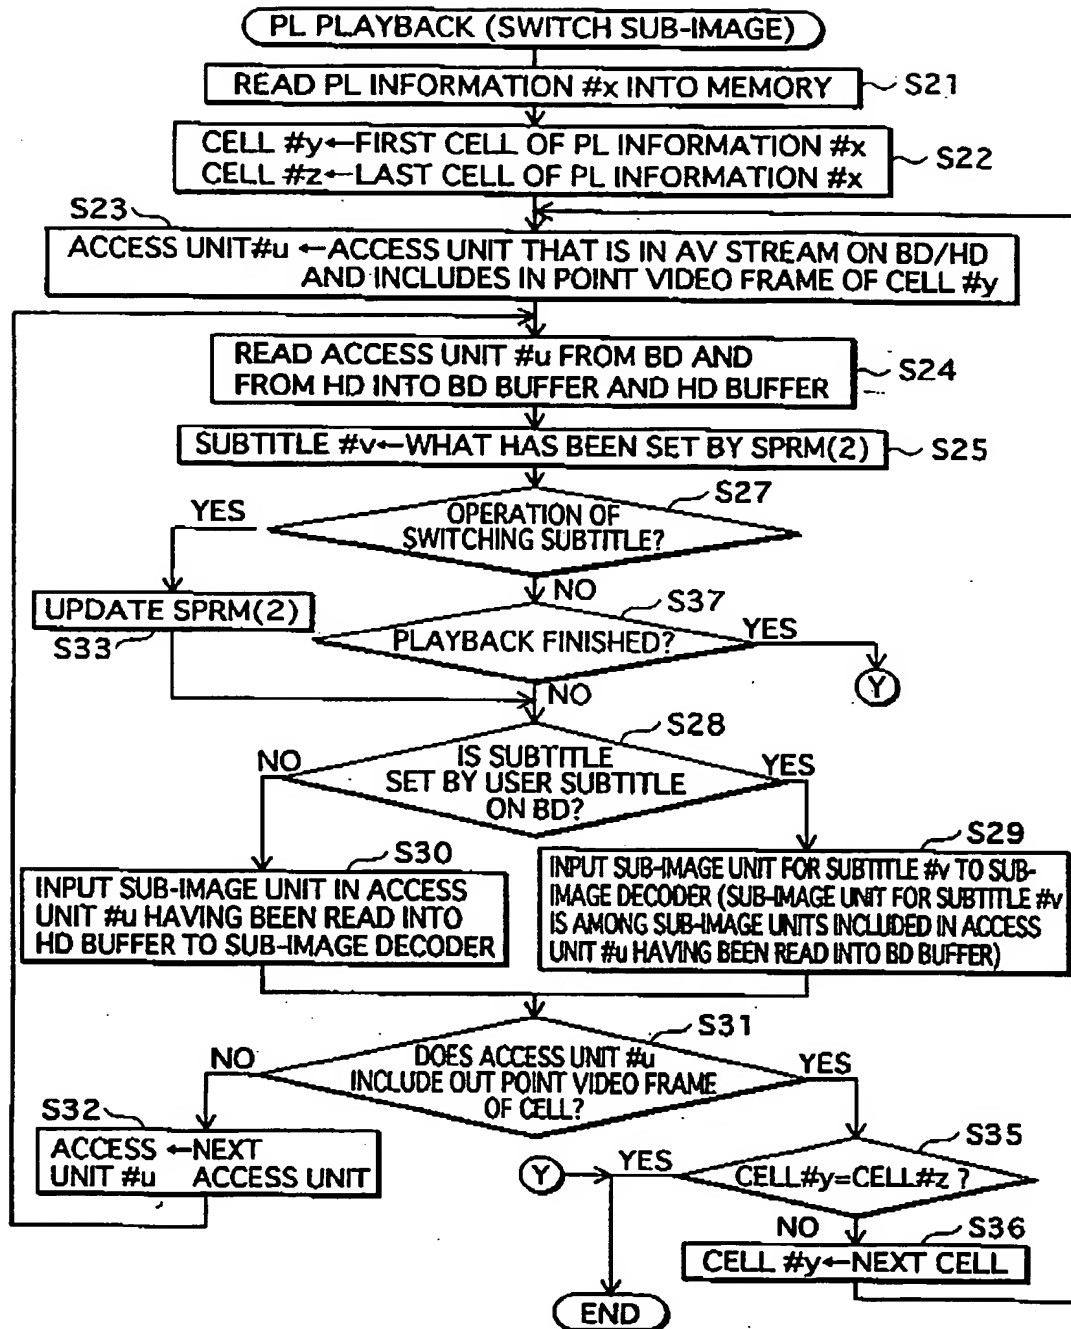 PL PLAYBACK (SWITCH SUB-IMAGE)
READ PL INFORMATION #x INTO MEMORY
S21
CELL #y←FIRST CELL OF PL INFORMATION #x
CELL #z←LAST CELL OF PL INFORMATION #x
S22
S23
ACCESS UNIT#u ←ACCESS UNIT THAT IS IN AV STREAM ON BD/HD
AND INCLUDES IN POINT VIDEO FRAME OF CELL #y
READ ACCESS UNIT #u FROM BD AND
FROM HD INTO BD BUFFER AND HD BUFFER
S24
SUBTITLE #v←WHAT HAS BEEN SET BY SPRM(2)
S25
S27
YES
OPERATION OF
SWITCHING SUBTITLE?
NO
S37
UPDATE SPRM(2)
S33
PLAYBACK FINISHED?
YES
Y
NO
S28
NO
IS SUBTITLE
SET BY USER SUBTITLE
ON BD?
YES
S30
INPUT SUB-IMAGE UNIT IN ACCESS
UNIT #u HAVING BEEN READ INTO
HD BUFFER TO SUB-IMAGE DECODER
S29
INPUT SUB-IMAGE UNIT FOR SUBTITLE #v TO SUB-
IMAGE DECODER (SUB-IMAGE UNIT FOR SUBTITLE #v
IS AMONG SUB-IMAGE UNITS INCLUDED IN ACCESS
UNIT #u HAVING BEEN READ INTO BD BUFFER)
S31
NO
DOES ACCESS UNIT #u
INCLUDE OUT POINT VIDEO FRAME
OF CELL?
YES
S32
ACCESS ←NEXT
UNIT #u ACCESS UNIT
S35
Y
YES
CELL#y=CELL#z ?
NO
S36
CELL #y←NEXT CELL
END